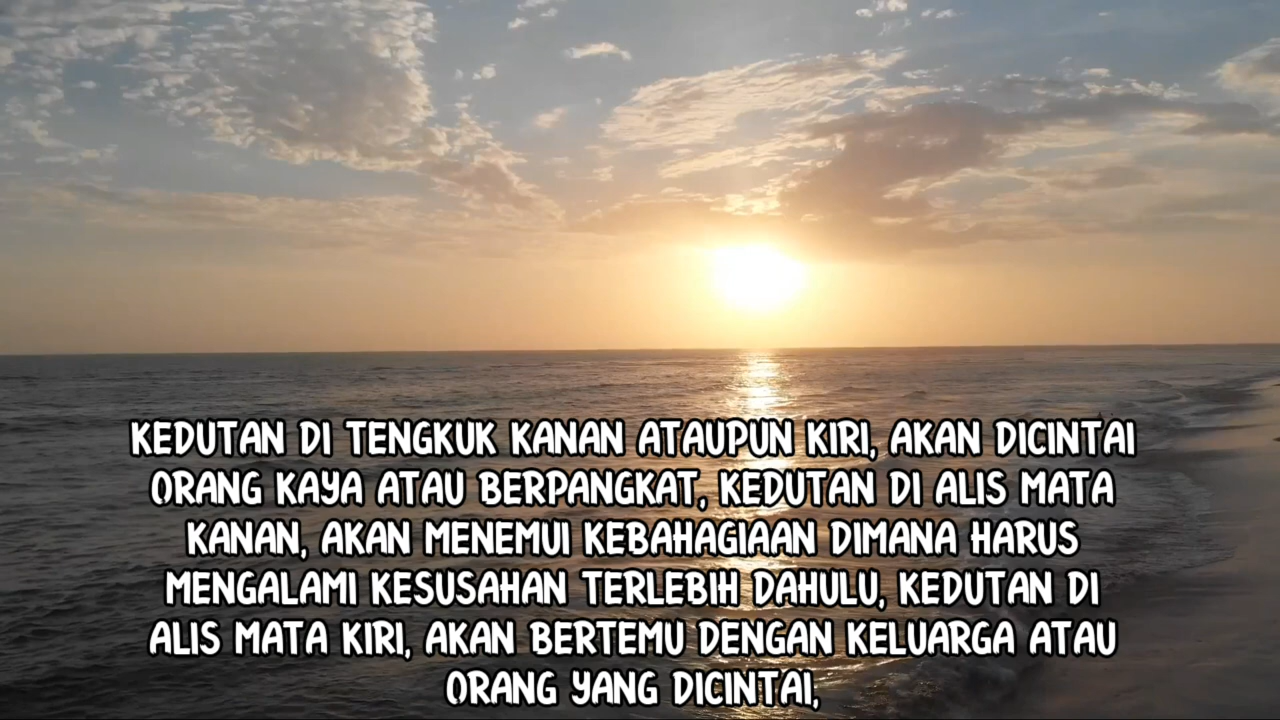 KEDUTAN DI TENGKUK KANAN ATAUPUN KIRI, AKAN DICINTAI
ORANG KAYA ATAU BERPANGKAT, KEDUTAN DI ALIS MATA
KANAN, AKAN MENEMUI KEBAHAGIAAN DIMANA HARUS
MENGALAMI KESUSAHAN TERLEBIH DAHULU, KEDUTAN DI
ALIS MATA KIRI, AKAN BERTEMU DENGAN KELUARGA ATAU
ORANG YANG DICINTAI,